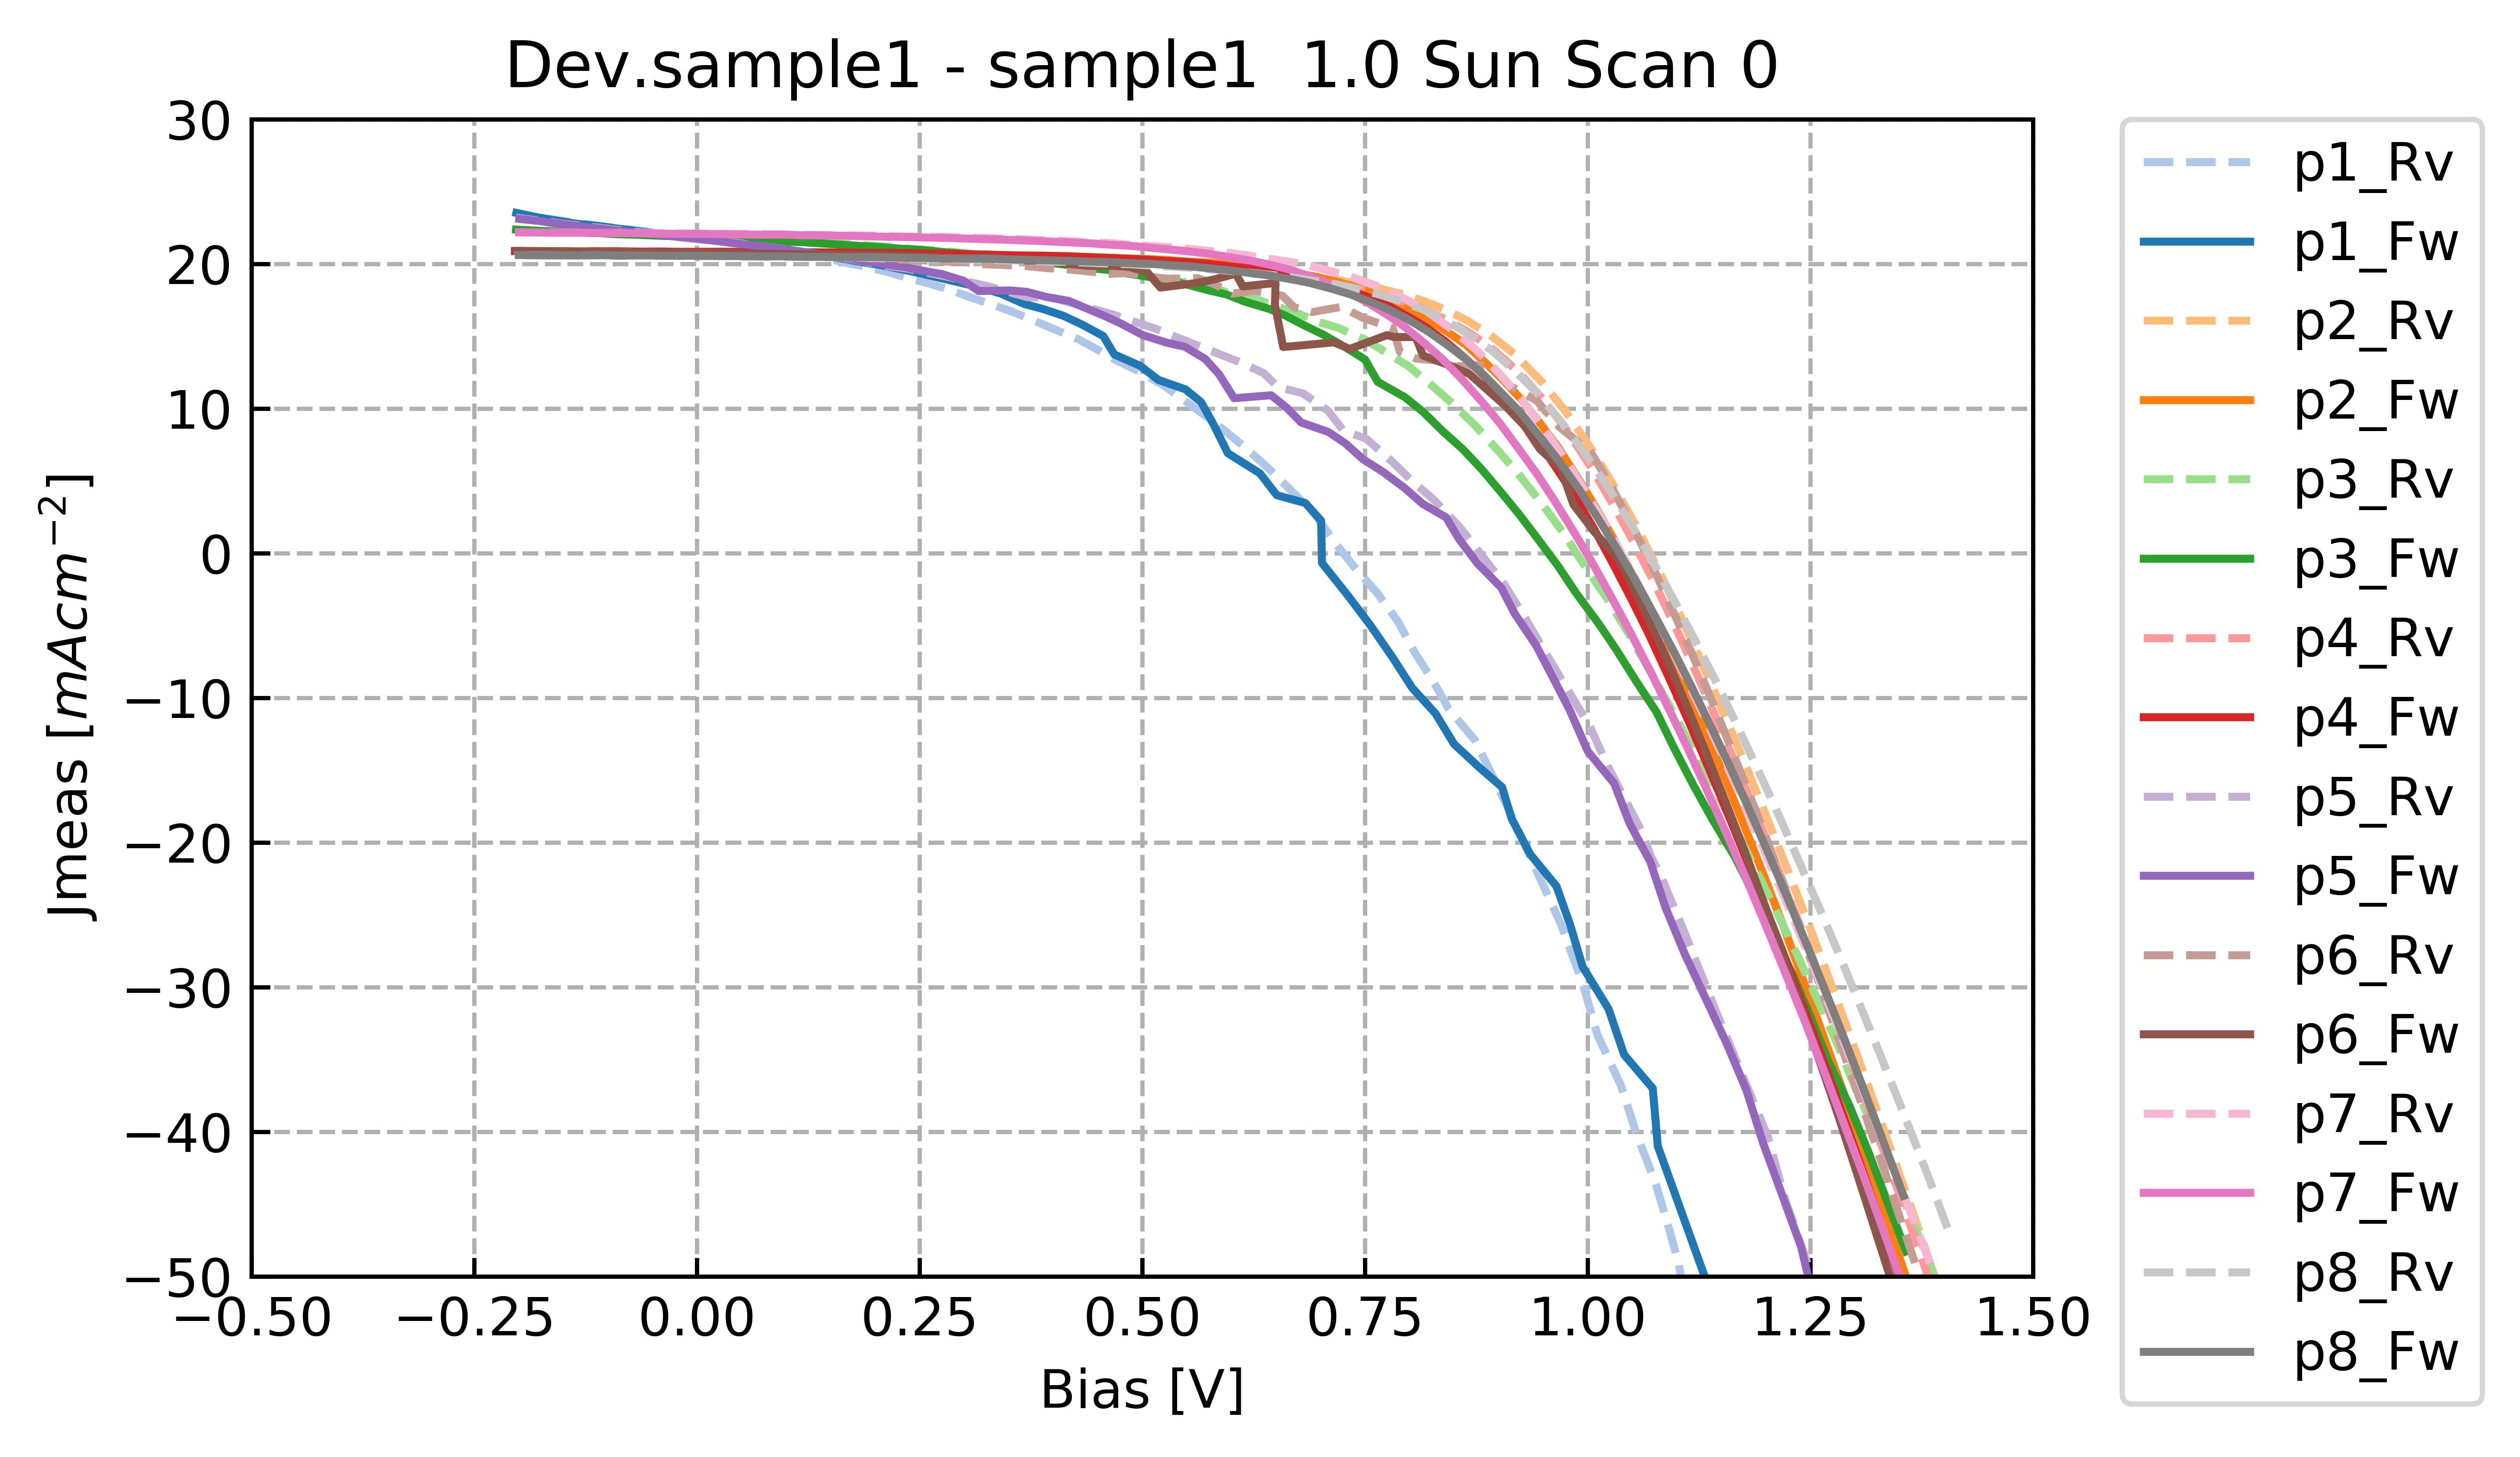 Dev.sample1 - sample1  1.0 Sun Scan 0
30
20
10
0
−10
−20
−30
−40
−50
Jmeas [mAcm⁻²]
−0.50 −0.25 0.00 0.25 0.50 0.75 1.00 1.25 1.50
Bias [V]
p1_Rv
p1_Fw
p2_Rv
p2_Fw
p3_Rv
p3_Fw
p4_Rv
p4_Fw
p5_Rv
p5_Fw
p6_Rv
p6_Fw
p7_Rv
p7_Fw
p8_Rv
p8_Fw